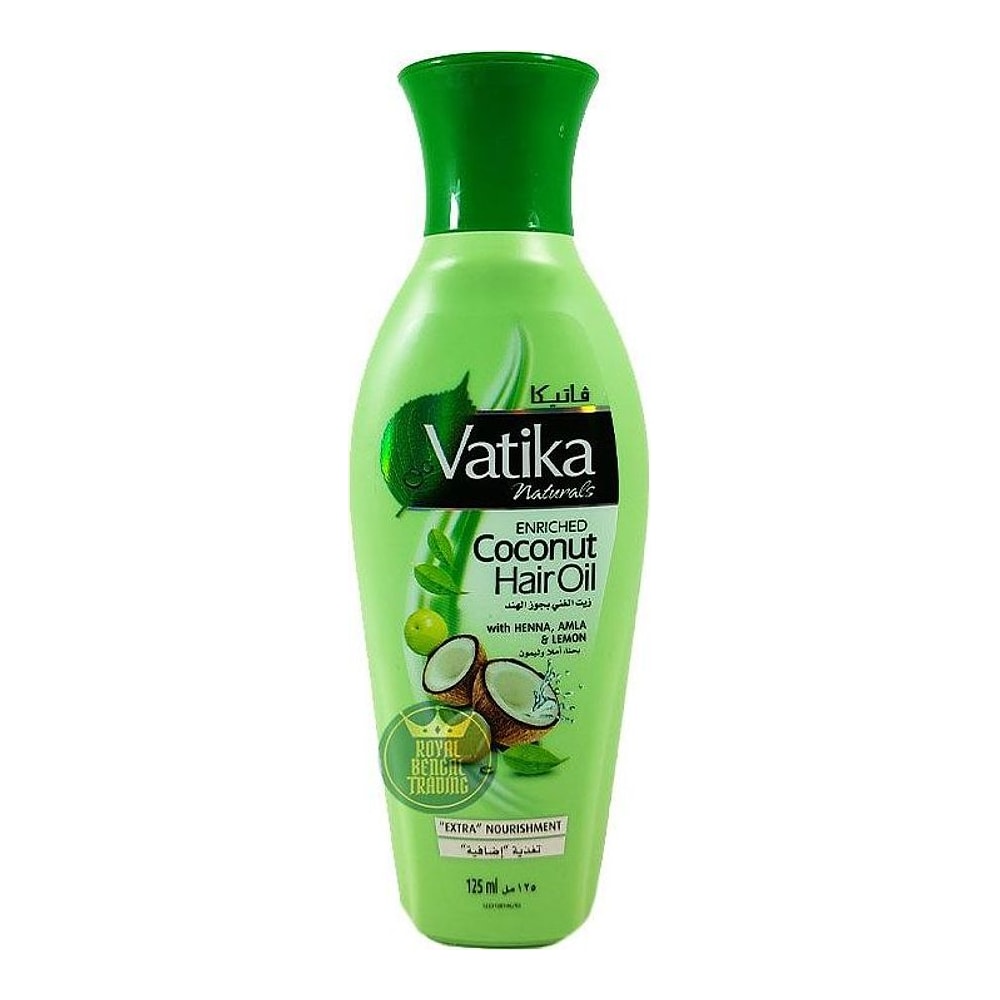 ڤاتيكا
Vatika
Naturals
ENRICHED
Coconut
Hair Oil
زيت الغني بجوز الهند
with HENNA, AMLA
& LEMON
بحناء أملا وليمون
ROYAL
BENGAL
TRADING
"EXTRA" NOURISHMENT
تغذية "إضافية"
125 ml ١٢٥ مل